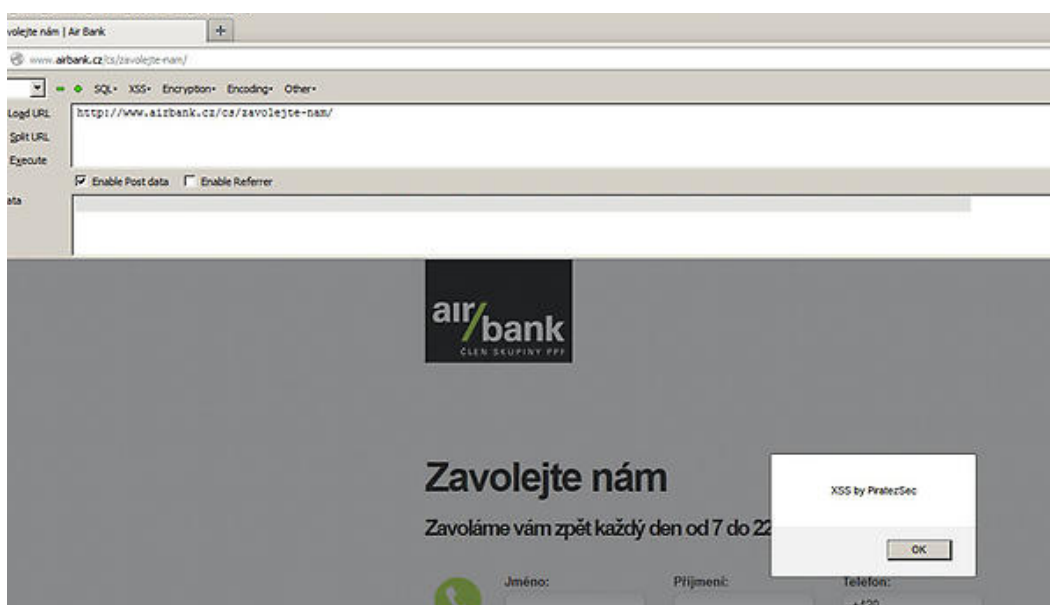 volejte nám | Air Bank
www.airbank.cz/cs/zavolejte-nam/
SQL- XSS- Encryption- Encoding- Other-
Load URL
http://www.airbank.cz/cs/zavolejte-nam/
Split URL
Execute
Enable Post data Enable Referrer
ata
air/bank
ČLEN SKUPINY PPF
Zavolejte nám
XSS by PiratezSec
Zavoláme vám zpět každý den od 7 do 22
OK
Jméno:
Příjmení:
Telefon:
+420